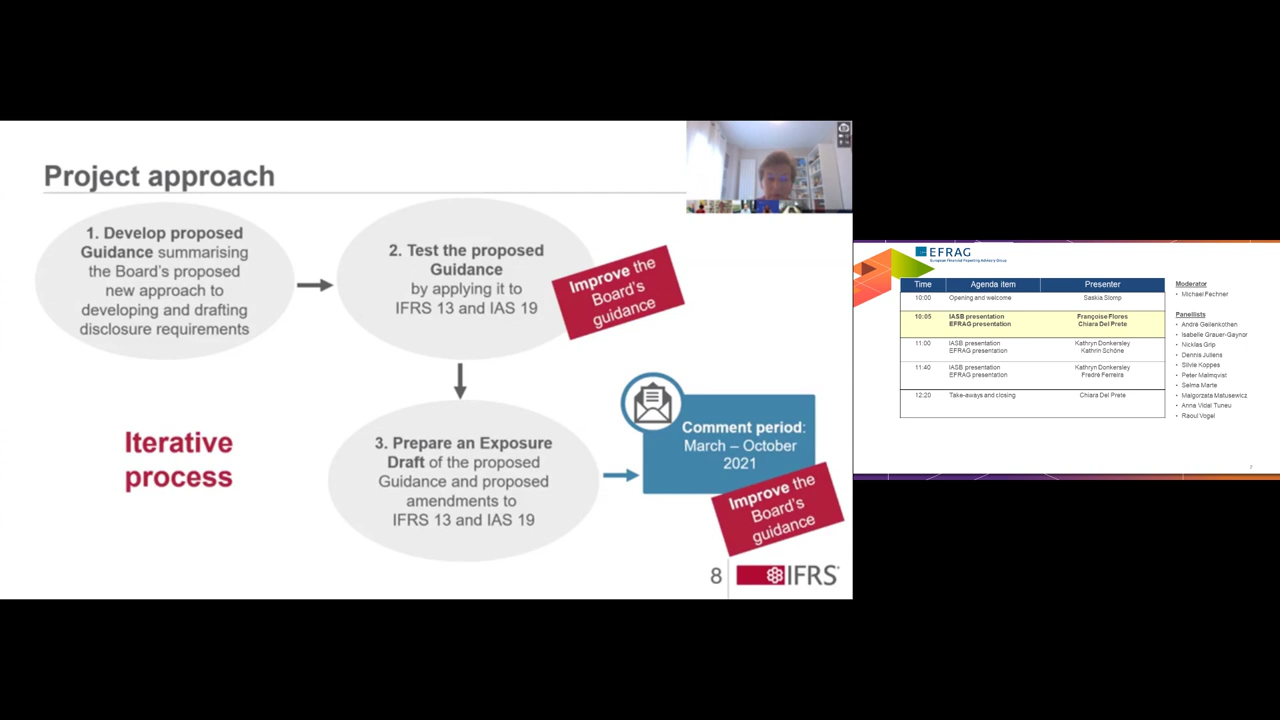 Project approach
1. Develop proposed
Guidance summarising
the Board's proposed
new approach to
developing and drafting
disclosure requirements
2. Test the proposed
Guidance
by applying it to
IFRS 13 and IAS 19
Improve the
Board's
guidance
Iterative
process
3. Prepare an Exposure
Draft of the proposed
Guidance and proposed
amendments to
IFRS 13 and IAS 19
Comment period:
March – October
2021
Improve the
Board's
guidance
8
IFRS
EFRAG
European Financial Reporting Advisory Group
Time Agenda item Presenter
10:00 Opening and welcome Saskia Slomp
10:05 IASB presentation Françoise Flores
EFRAG presentation Chiara Del Prete
11:00 IASB presentation Kathryn Donkersley
EFRAG presentation Kathrin Schöne
11:40 IASB presentation Kathryn Donkersley
EFRAG presentation Fredré Ferreira
12:20 Take-aways and closing Chiara Del Prete
Moderator
• Michael Fechner
Panellists
• André Geilenkothen
• Isabelle Grauer-Gaynor
• Nicklas Grip
• Dennis Jullens
• Silvie Koppes
• Peter Malmqvist
• Selma Marte
• Malgorzata Matusewicz
• Anna Vidal Tuneu
• Raoul Vogel